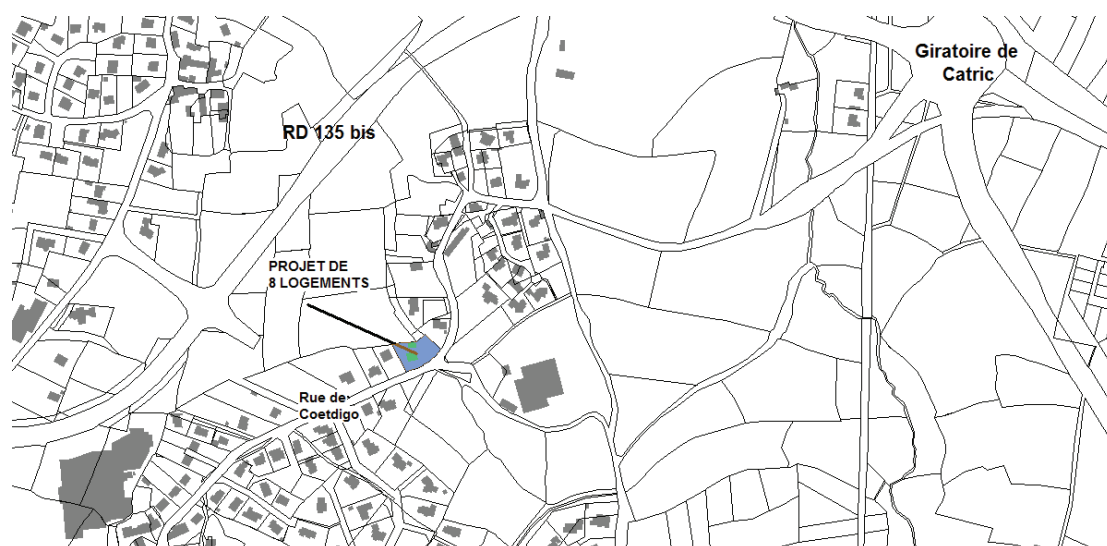 Giratoire de
Catric
RD 135 bis
PROJET DE
8 LOGEMENTS
Rue de
Coetdigo